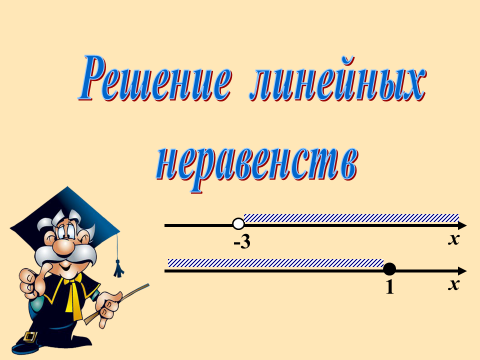 Решение линейных
неравенств
-3 x
1 x